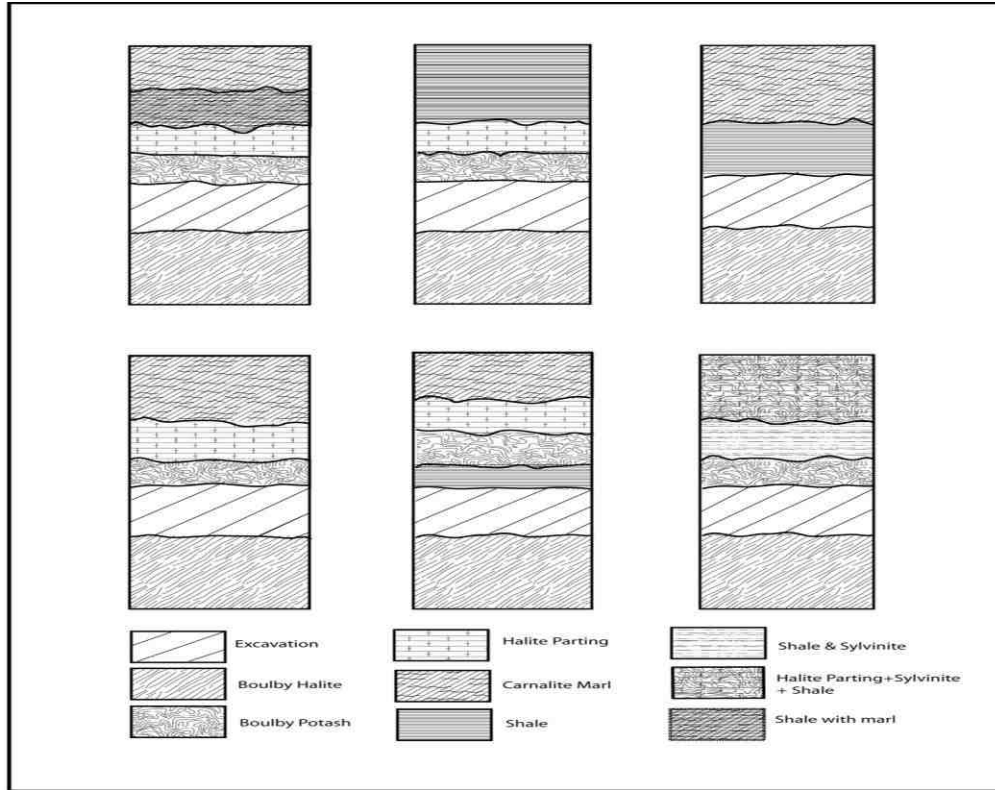 Excavation
Halite Parting
Shale & Sylvinite
Boulby Halite
Carnalite Marl
Halite Parting+Sylvinite
+ Shale
Boulby Potash
Shale
Shale with marl